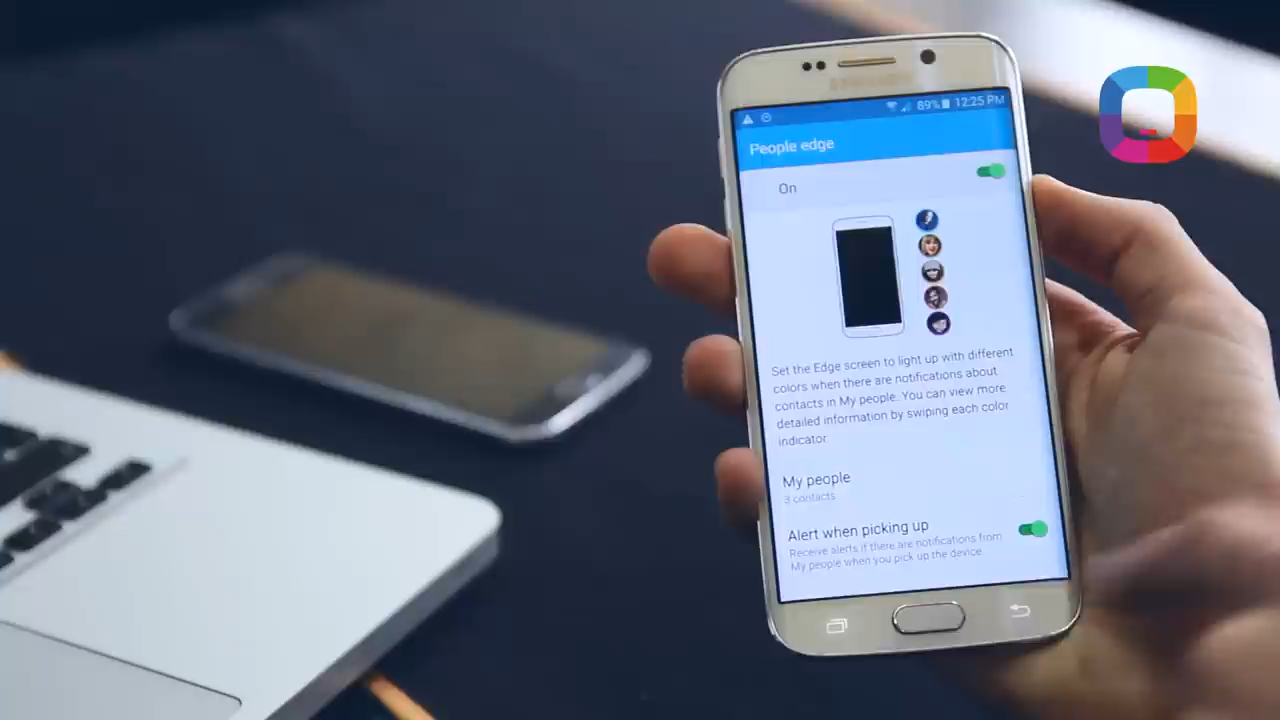 SAMSUNG
89% 12:25 PM
People edge
On
Set the Edge screen to light up with different
colors when there are notifications about
contacts in My people. You can view more
detailed information by swiping each color
indicator.
My people
3 contacts
Alert when picking up
Receive alerts if there are notifications from
My people when you pick up the device.